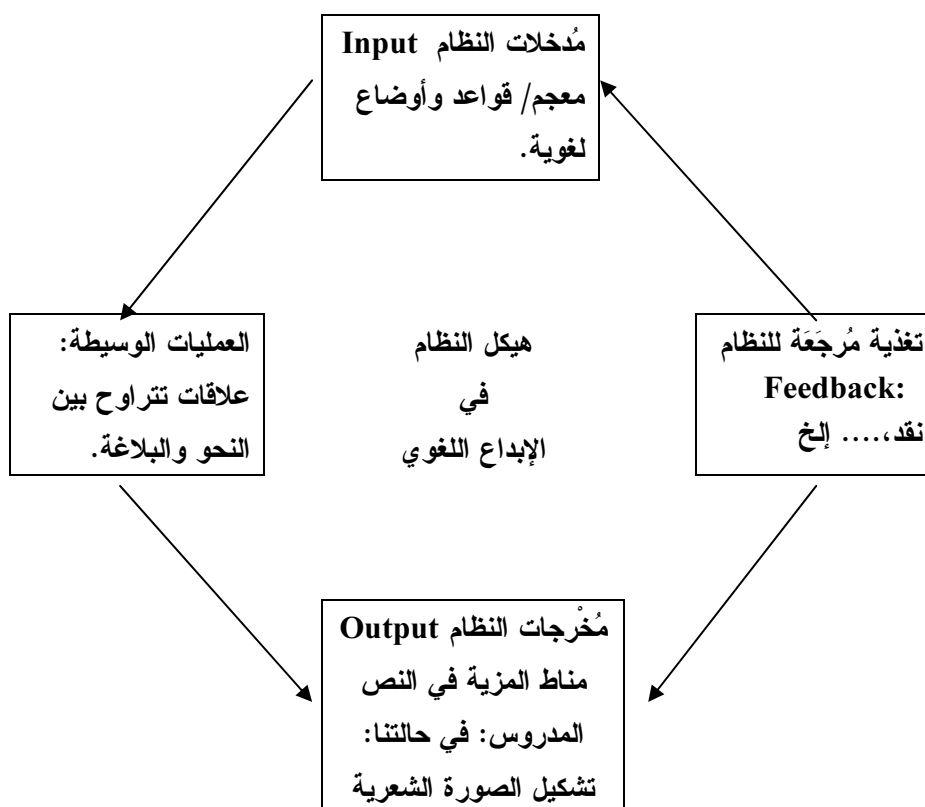 مُدخلات النظام Input
معجم/ قواعد وأوضاع
لغوية.
تغذية مُرجَعَة للنظام
Feedback:
نقد،.... إلخ
هيكل النظام
في
الإبداع اللغوي
العمليات الوسيطة:
علاقات تتراوح بين
النحو والبلاغة.
مُخْرجات النظام Output
مناط المزية في النص
المدروس: في حالتنا:
تشكيل الصورة الشعرية